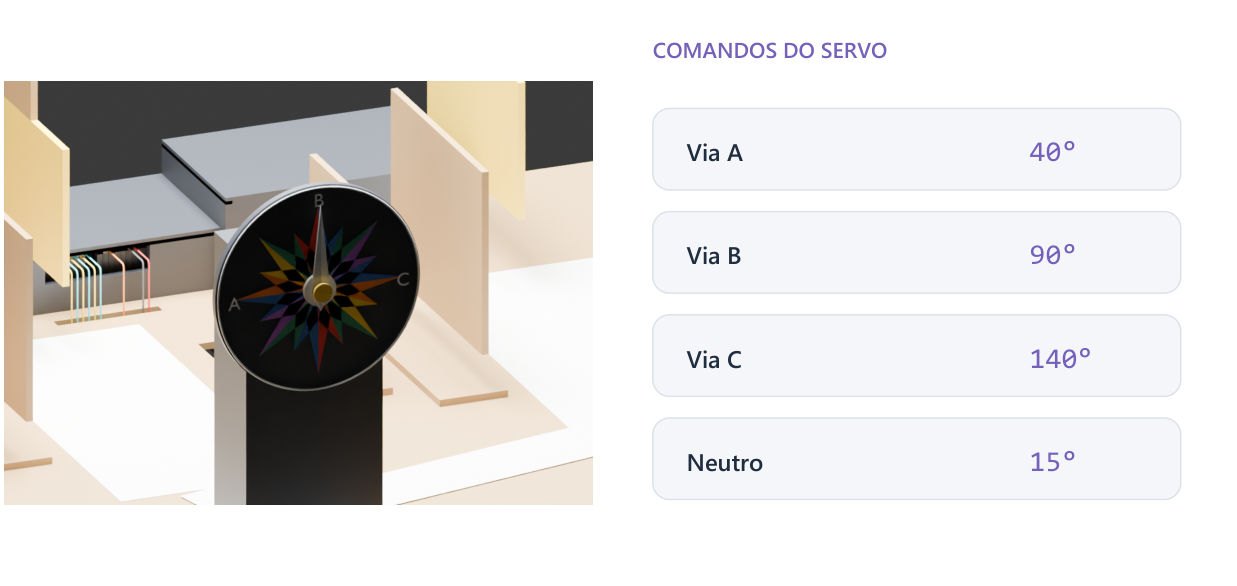 COMANDOS DO SERVO
B
C
A
Via A 40°
Via B 90°
Via C 140°
Neutro 15°